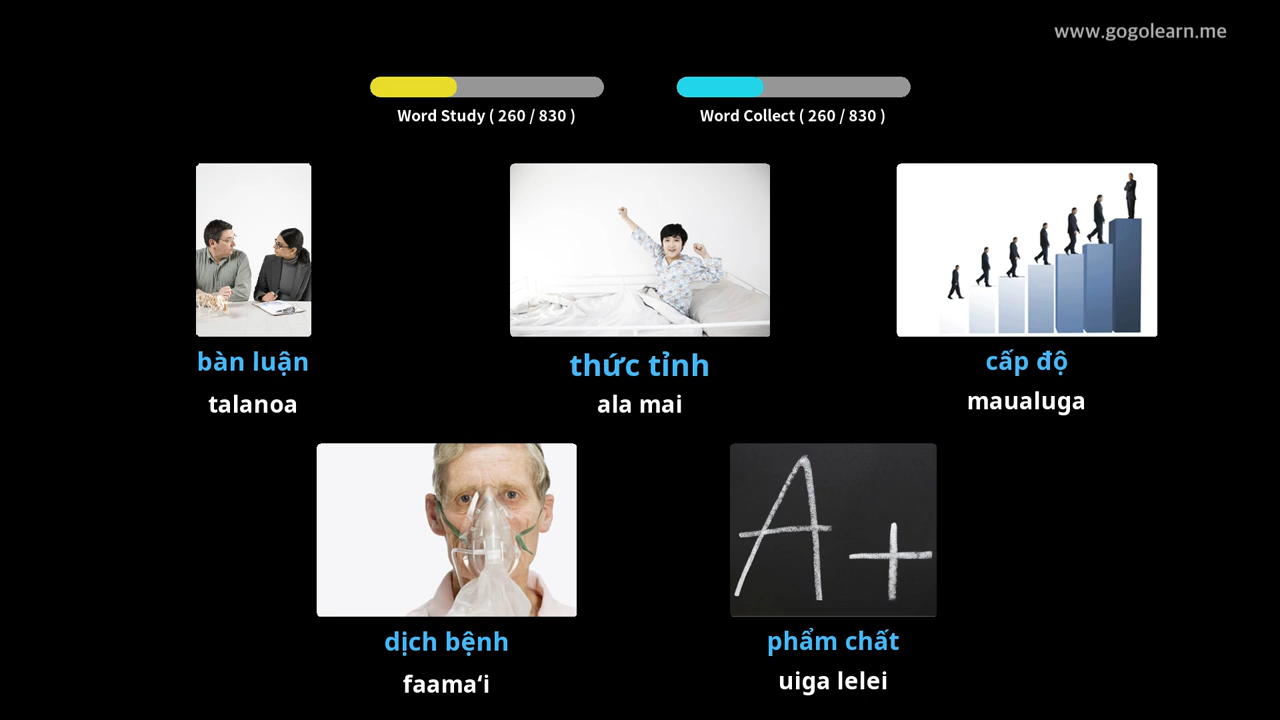 www.gogolearn.me
Word Study ( 260 / 830 )
Word Collect ( 260 / 830 )
bàn luận
talanoa
thức tỉnh
ala mai
cấp độ
maualuga
A+
dịch bệnh
faamaʻi
phẩm chất
uiga lelei